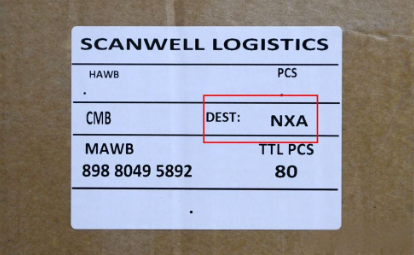 SCANWELL LOGISTICS
HAWB PCS
. .
CMB DEST: NXA
MAWB TTL PCS
898 8049 5892 80
.